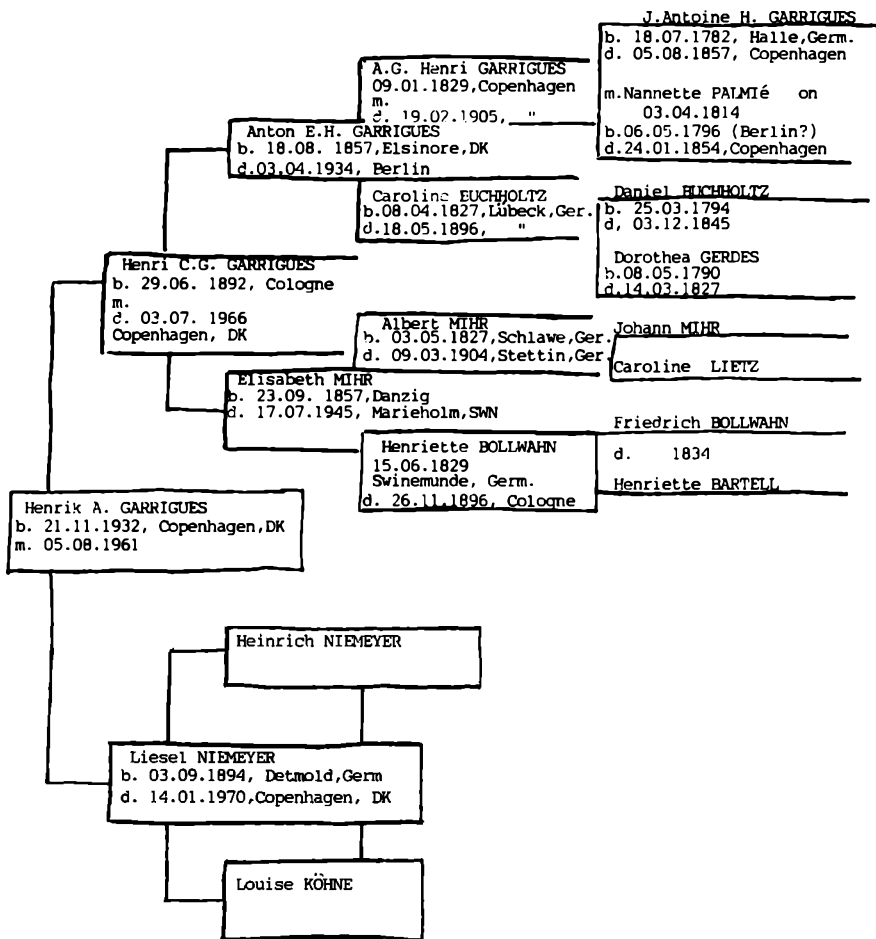 J.Antoine H. GARRIGUES
b. 18.07.1782, Halle,Germ.
d. 05.08.1857, Copenhagen
m.Nannette PALMIé on
03.04.1814
b.06.05.1796 (Berlin?)
d.24.01.1854,Copenhagen
A.G. Henri GARRIGUES
09.01.1829,Copenhagen
m.
d. 19.02.1905, "
Anton E.H. GARRIGUES
b. 18.08. 1857,Elsinore,DK
d.03.04.1934, Berlin
Caroline BUCHHOLTZ
b.08.04.1827,Lübeck,Ger.
d.18.05.1896, "
Daniel BUCHHOLTZ
b. 25.03.1794
d, 03.12.1845
Dorothea GERDES
b.08.05.1790
d.14.03.1827
Henri C.G. GARRIGUES
b. 29.06. 1892, Cologne
m.
d. 03.07. 1966
Copenhagen, DK
Albert MIHR
b. 03.05.1827,Schlawe,Ger.
d. 09.03.1904,Stettin,Ger.
Johann MIHR
Caroline LIETZ
Elisabeth MIHR
b. 23.09. 1857,Danzig
d. 17.07.1945, Marieholm,SWN
Henriette BOLLWAHN
15.06.1829
Swinemunde, Germ.
d. 26.11.1896, Cologne
Friedrich BOLLWAHN
d. 1834
Henriette BARTELL
Henrik A. GARRIGUES
b. 21.11.1932, Copenhagen,DK
m. 05.08.1961
Heinrich NIEMEYER
Liesel NIEMEYER
b. 03.09.1894, Detmold,Germ
d. 14.01.1970,Copenhagen, DK
Louise KÖHNE